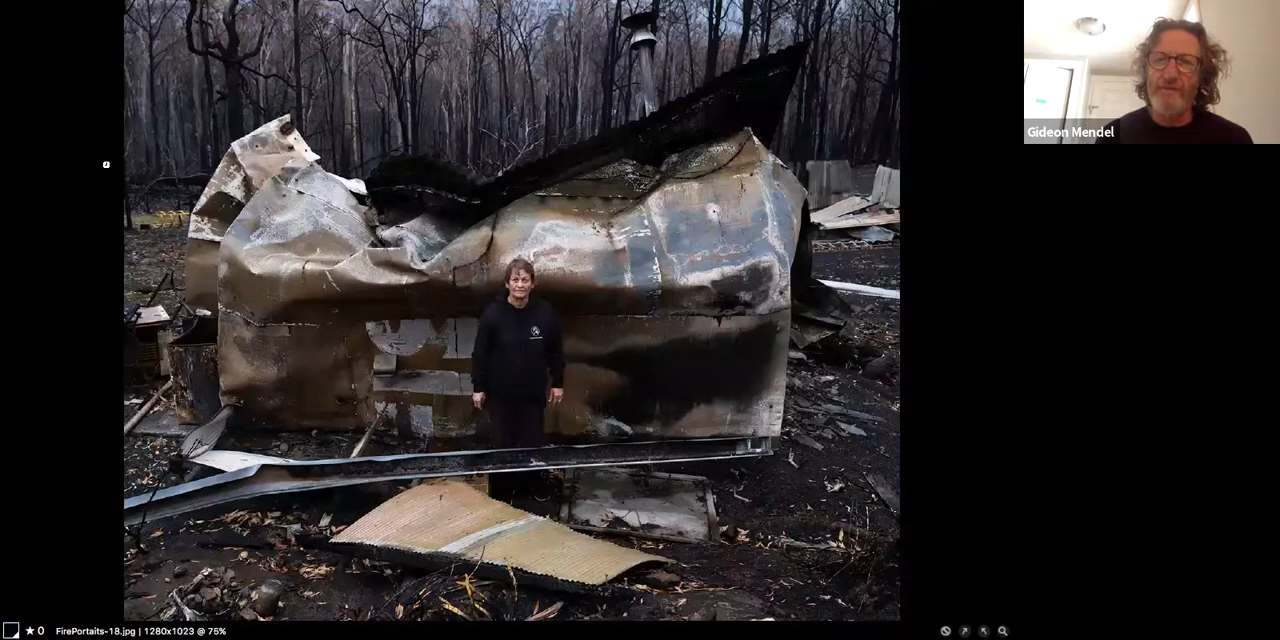 Gideon Mendel
★ 0 FirePortaits-18.jpg | 1280x1023 @ 75%